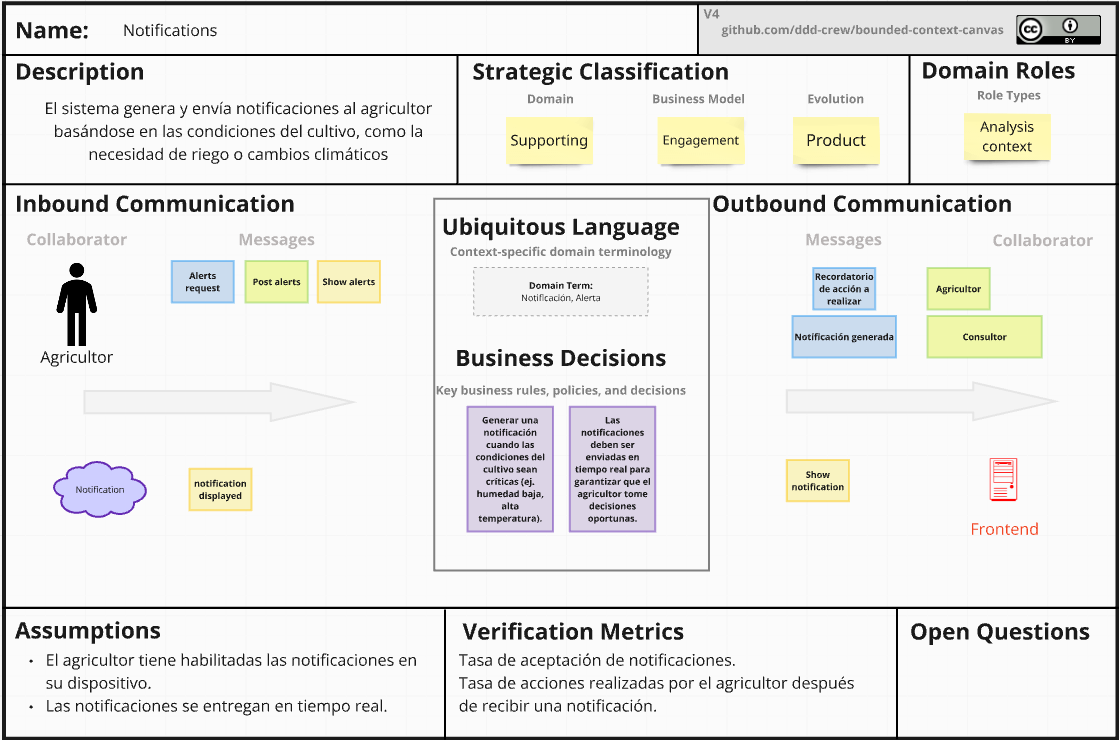 Name: Notifications
V4
github.com/ddd-crew/bounded-context-canvas
cc
BY
Description
El sistema genera y envía notificaciones al agricultor
basándose en las condiciones del cultivo, como la
necesidad de riego o cambios climáticos
Strategic Classification
Domain
Business Model
Evolution
Supporting
Engagement
Product
Domain Roles
Role Types
Analysis
context
Inbound Communication
Collaborator
Messages
Alerts
request
Post alerts
Show alerts
Agricultor
Notification
notification
displayed
Ubiquitous Language
Context-specific domain terminology
Domain Term:
Notificación, Alerta
Business Decisions
Key business rules, policies, and decisions
Generar una
notificación
cuando las
condiciones del
cultivo sean
críticas (ej.
humedad baja,
alta
temperatura).
Las
notificaciones
deben ser
enviadas en
tiempo real para
garantizar que el
agricultor tome
decisiones
oportunas.
Outbound Communication
Messages
Collaborator
Recordatorio
de acción a
realizar
Agricultor
Notificación generada
Consultor
Show
notification
Frontend
Assumptions
• El agricultor tiene habilitadas las notificaciones en
su dispositivo.
• Las notificaciones se entregan en tiempo real.
Verification Metrics
Tasa de aceptación de notificaciones.
Tasa de acciones realizadas por el agricultor después
de recibir una notificación.
Open Questions